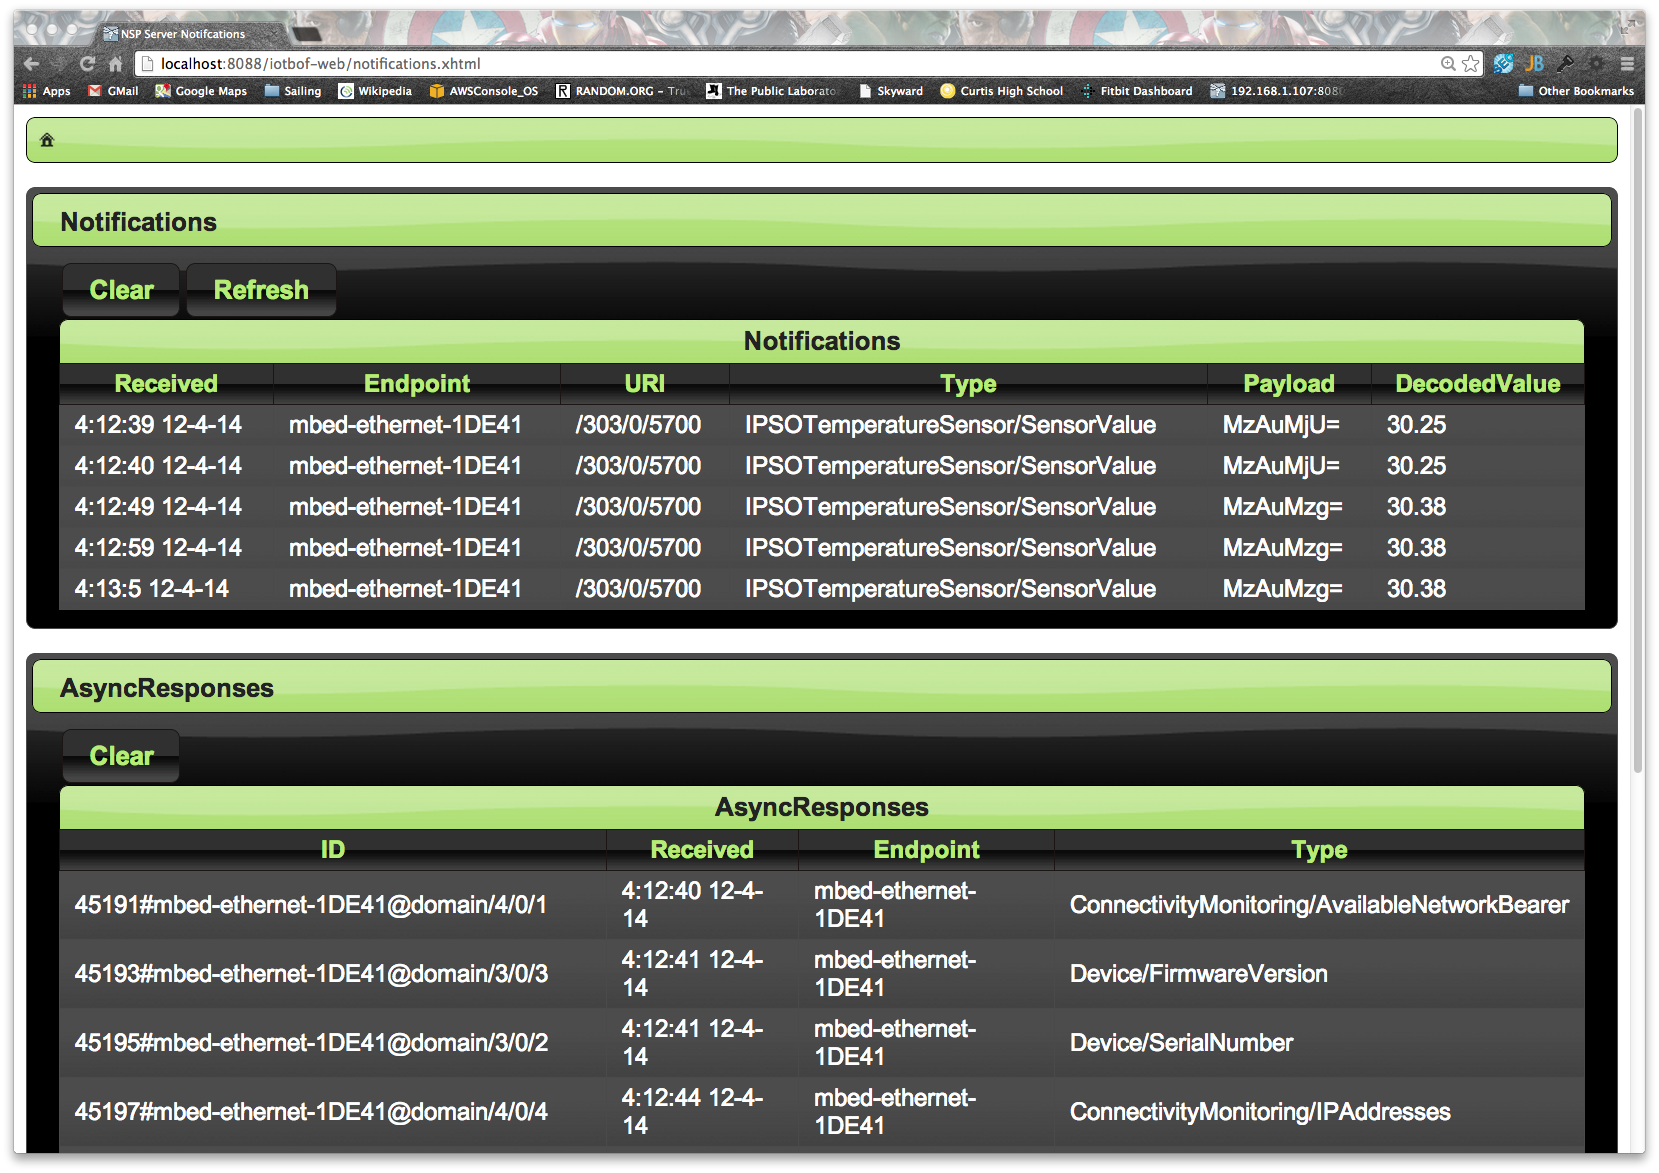 NSP Server Notifcations
localhost:8088/iotbof-web/notifications.xhtml
Apps GMail Google Maps Sailing Wikipedia AWSConsole_OS RANDOM.ORG - The Public Skyward Curtis High School Fitbit Dashboard 192.168.1.107: Other Bookmarks
Notifications
Clear Refresh
Notifications
Received Endpoint URI Type Payload DecodedValue
4:12:39 12-4-14 mbed-ethernet-1DE41 /303/0/5700 IPSOTemperatureSensor/SensorValue MzAuMjU= 30.25
4:12:40 12-4-14 mbed-ethernet-1DE41 /303/0/5700 IPSOTemperatureSensor/SensorValue MzAuMjU= 30.25
4:12:49 12-4-14 mbed-ethernet-1DE41 /303/0/5700 IPSOTemperatureSensor/SensorValue MzAuMzg= 30.38
4:12:59 12-4-14 mbed-ethernet-1DE41 /303/0/5700 IPSOTemperatureSensor/SensorValue MzAuMzg= 30.38
4:13:5 12-4-14 mbed-ethernet-1DE41 /303/0/5700 IPSOTemperatureSensor/SensorValue MzAuMzg= 30.38
AsyncResponses
Clear
AsyncResponses
ID Received Endpoint Type
45191#mbed-ethernet-1DE41@domain/4/0/1 4:12:40 12-4- mbed-ethernet- ConnectivityMonitoring/AvailableNetworkBearer
14 1DE41
45193#mbed-ethernet-1DE41@domain/3/0/3 4:12:41 12-4- mbed-ethernet- Device/FirmwareVersion
14 1DE41
45195#mbed-ethernet-1DE41@domain/3/0/2 4:12:41 12-4- mbed-ethernet- Device/SerialNumber
14 1DE41
45197#mbed-ethernet-1DE41@domain/4/0/4 4:12:44 12-4- mbed-ethernet- ConnectivityMonitoring/IPAddresses
14 1DE41